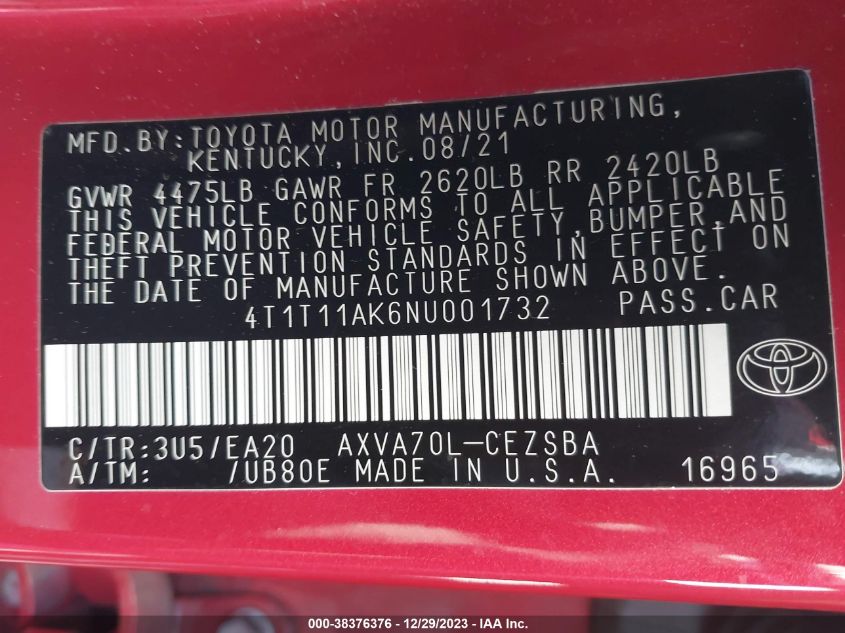 MFD.BY:TOYOTA MOTOR MANUFACTURING,
KENTUCKY,INC.08/21
GVWR 4475LB GAWR FR 2620LB RR 2420LB
THIS VEHICLE CONFORMS TO ALL APPLICABLE
FEDERAL MOTOR VEHICLE SAFETY,BUMPER,AND
THEFT PREVENTION STANDARDS IN EFFECT ON
THE DATE OF MANUFACTURE SHOWN ABOVE.
4T1T11AK6NU001732 PASS.CAR
C/TR:3U5/EA20 AXVA70L-CEZSBA
A/TM: /UB80E MADE IN U.S.A. 16965
000-38376376 - 12/29/2023 - IAA Inc.